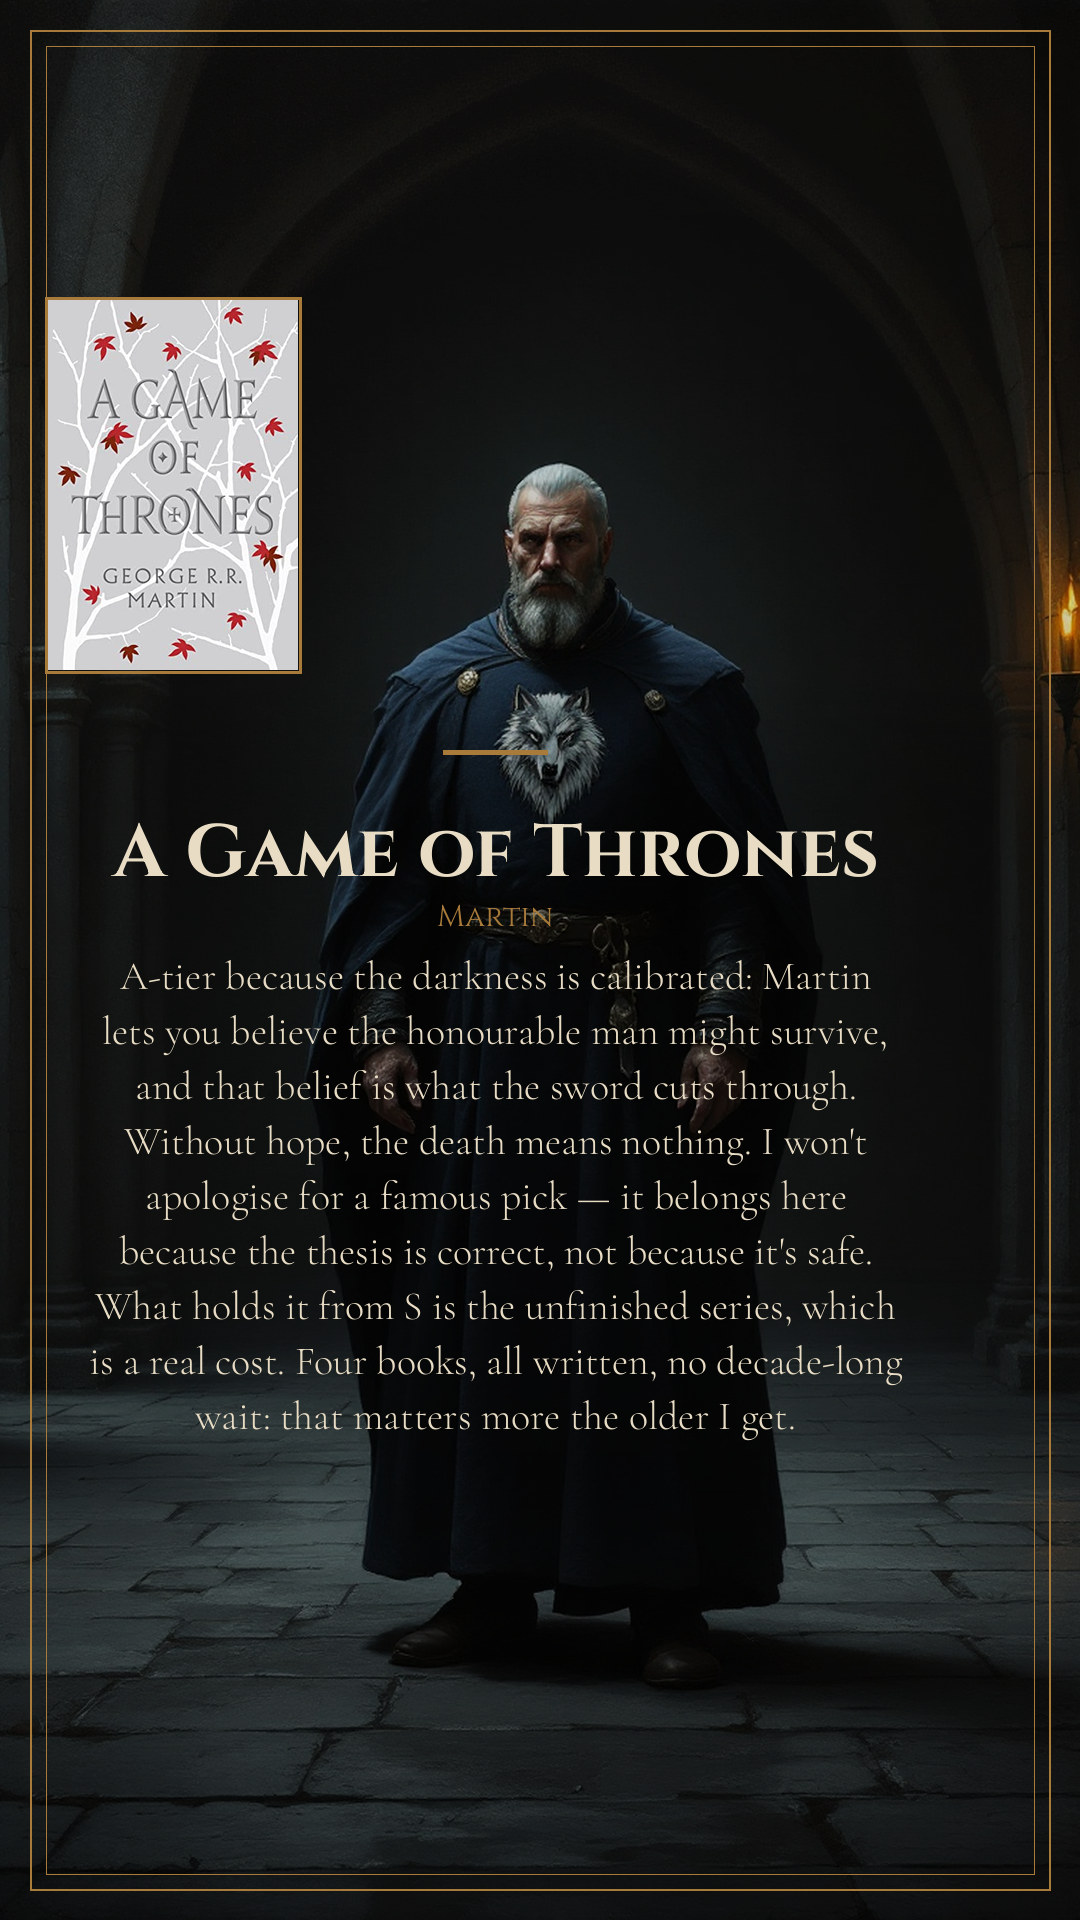 A GAME
OF
THRONES
GEORGE R.R.
MARTIN
A Game of Thrones
Martin
A-tier because the darkness is calibrated: Martin
lets you believe the honourable man might survive,
and that belief is what the sword cuts through.
Without hope, the death means nothing. I won't
apologise for a famous pick — it belongs here
because the thesis is correct, not because it's safe.
What holds it from S is the unfinished series, which
is a real cost. Four books, all written, no decade-long
wait: that matters more the older I get.